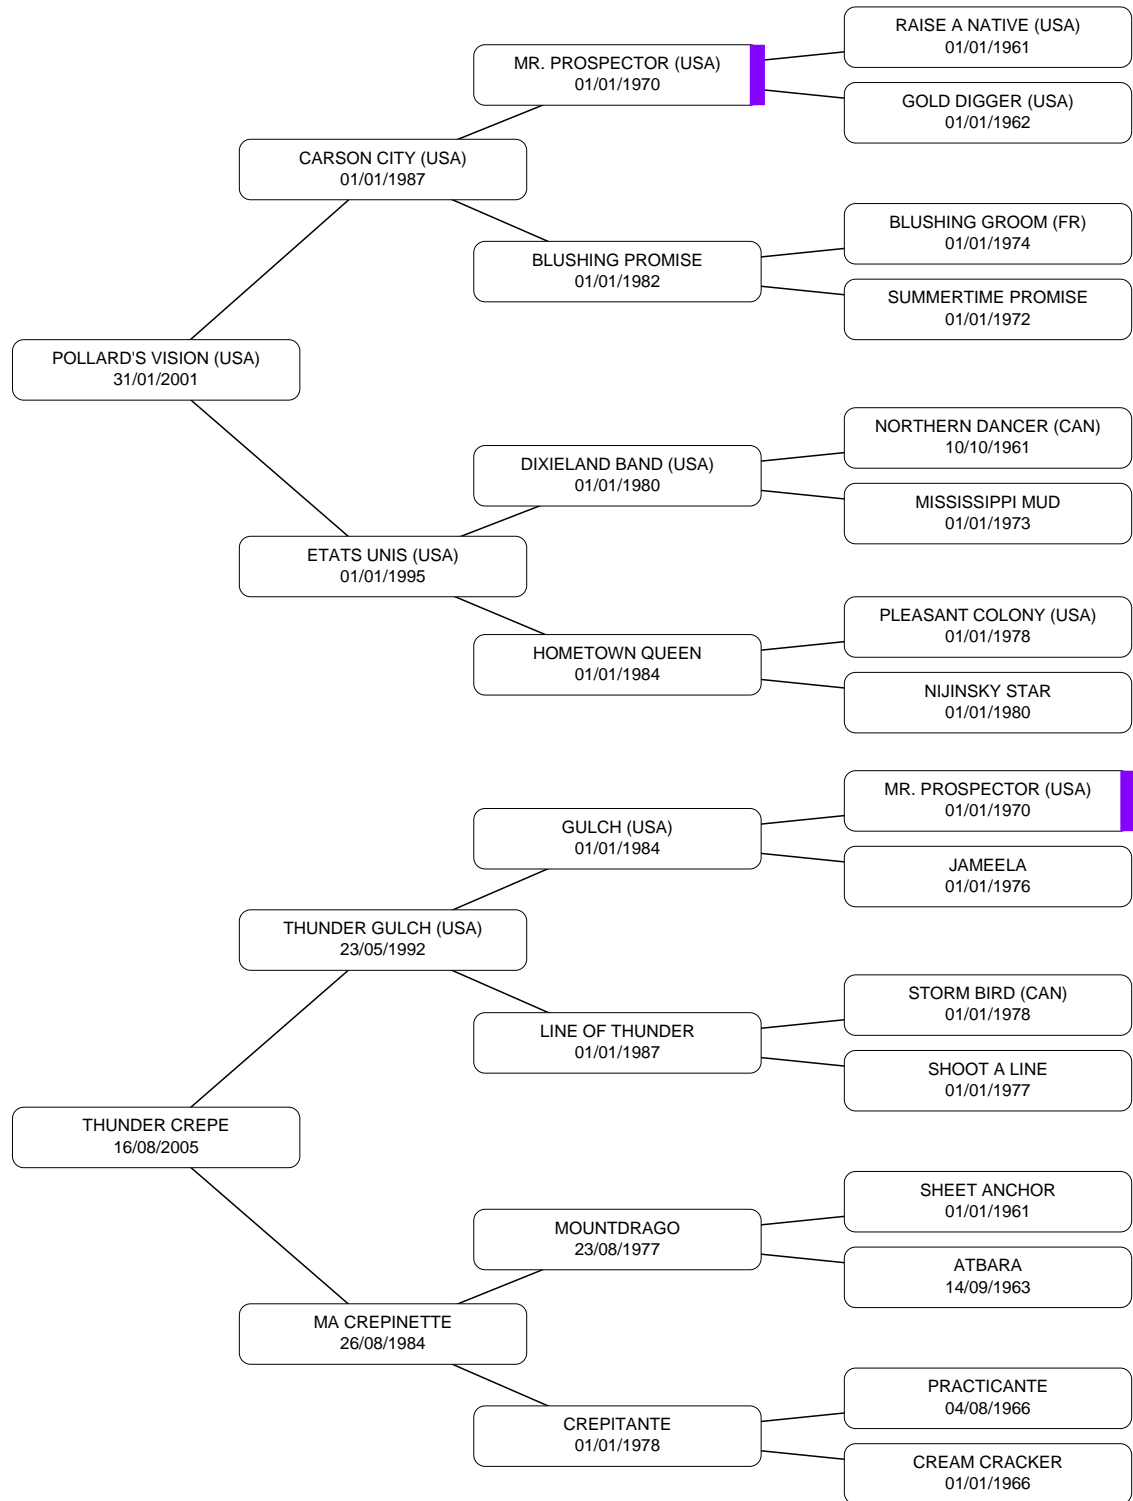 RAISE A NATIVE (USA)
01/01/1961
MR. PROSPECTOR (USA)
01/01/1970
GOLD DIGGER (USA)
01/01/1962
CARSON CITY (USA)
01/01/1987
BLUSHING GROOM (FR)
01/01/1974
BLUSHING PROMISE
01/01/1982
SUMMERTIME PROMISE
01/01/1972
POLLARD'S VISION (USA)
31/01/2001
NORTHERN DANCER (CAN)
10/10/1961
DIXIELAND BAND (USA)
01/01/1980
MISSISSIPPI MUD
01/01/1973
ETATS UNIS (USA)
01/01/1995
PLEASANT COLONY (USA)
01/01/1978
HOMETOWN QUEEN
01/01/1984
NIJINSKY STAR
01/01/1980
MR. PROSPECTOR (USA)
01/01/1970
GULCH (USA)
01/01/1984
JAMEELA
01/01/1976
THUNDER GULCH (USA)
23/05/1992
STORM BIRD (CAN)
01/01/1978
LINE OF THUNDER
01/01/1987
SHOOT A LINE
01/01/1977
THUNDER CREPE
16/08/2005
SHEET ANCHOR
01/01/1961
MOUNTDRAGO
23/08/1977
ATBARA
14/09/1963
MA CREPINETTE
26/08/1984
PRACTICANTE
04/08/1966
CREPITANTE
01/01/1978
CREAM CRACKER
01/01/1966